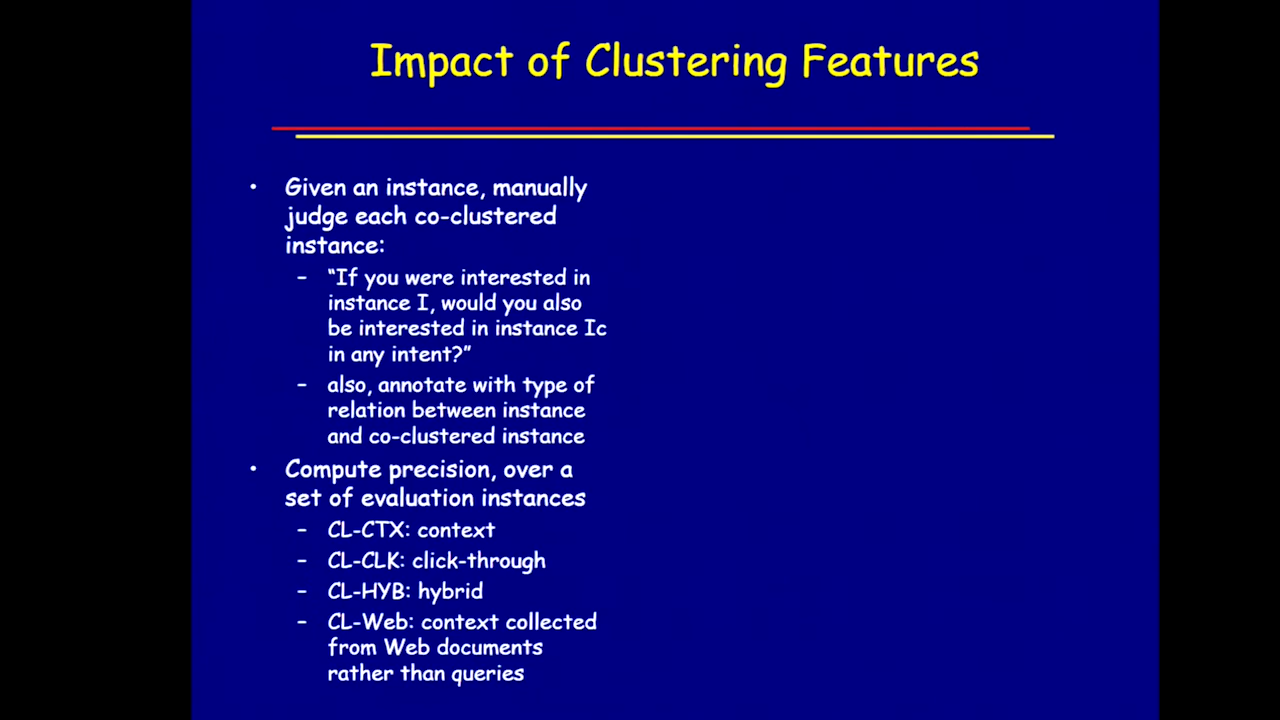 Impact of Clustering Features
• Given an instance, manually
judge each co-clustered
instance:
– “If you were interested in
instance I, would you also
be interested in instance Ic
in any intent?”
– also, annotate with type of
relation between instance
and co-clustered instance
• Compute precision, over a
set of evaluation instances
– CL-CTX: context
– CL-CLK: click-through
– CL-HYB: hybrid
– CL-Web: context collected
from Web documents
rather than queries